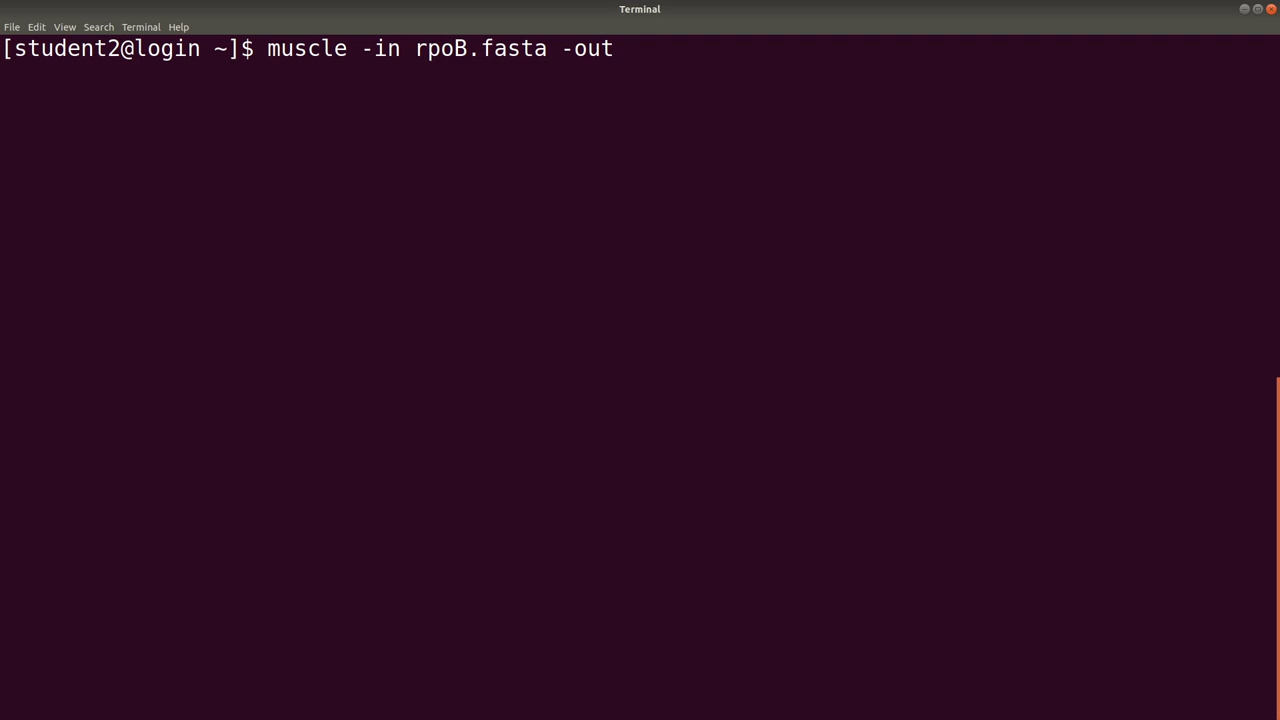 Terminal
File Edit View Search Terminal Help
[student2@login ~]$ muscle -in rpoB.fasta -out